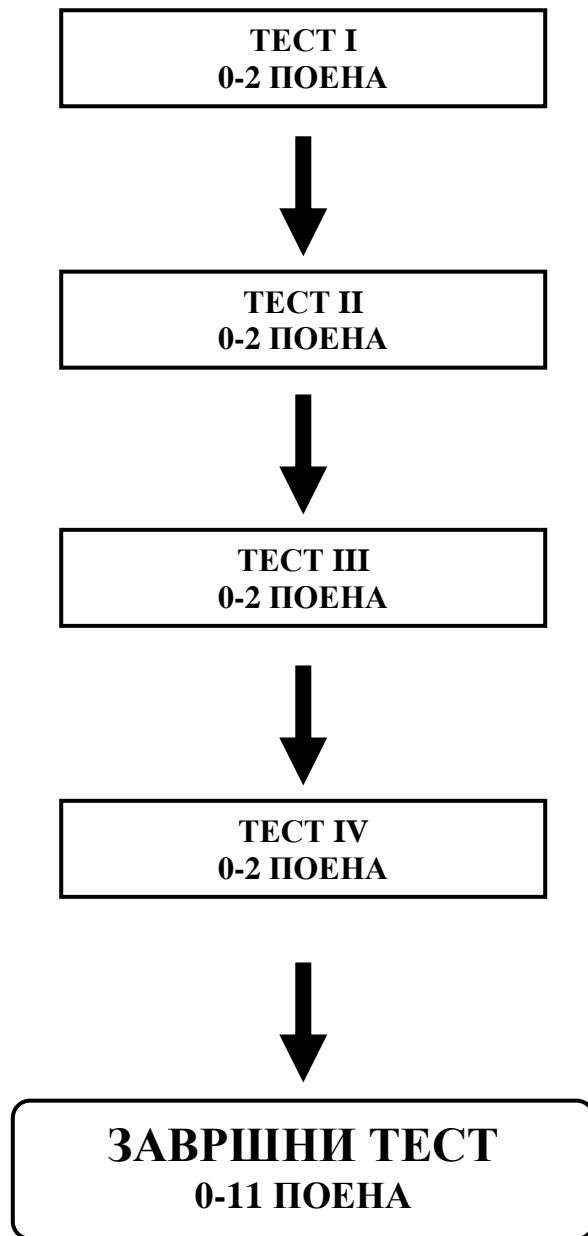 ТЕСТ I
0-2 ПОЕНА
ТЕСТ II
0-2 ПОЕНА
ТЕСТ III
0-2 ПОЕНА
ТЕСТ IV
0-2 ПОЕНА
ЗАВРШНИ ТЕСТ
0-11 ПОЕНА